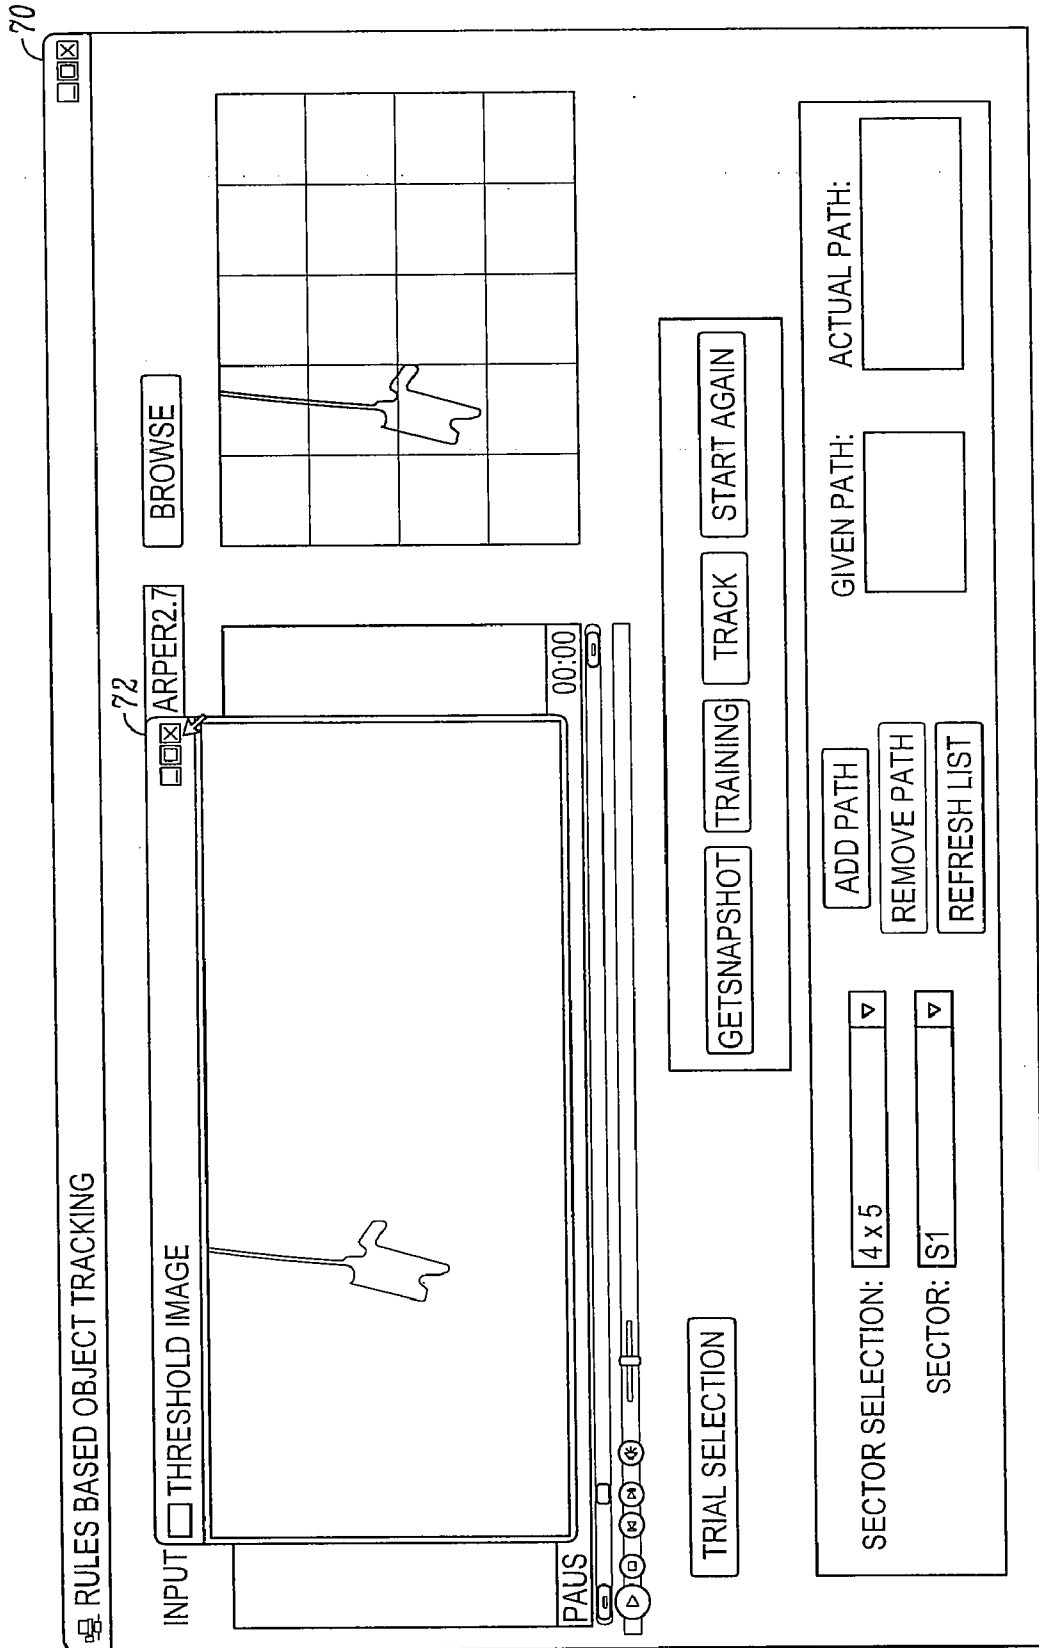 70
RULES BASED OBJECT TRACKING
72
INPUT
THRESHOLD IMAGE
ARPER2.7
BROWSE
PAUS
00:00
TRIAL SELECTION
GETSNAPSHOT
TRAINING
TRACK
START AGAIN
SECTOR SELECTION: 4 x 5
SECTOR: S1
ADD PATH
REMOVE PATH
REFRESH LIST
GIVEN PATH:
ACTUAL PATH: